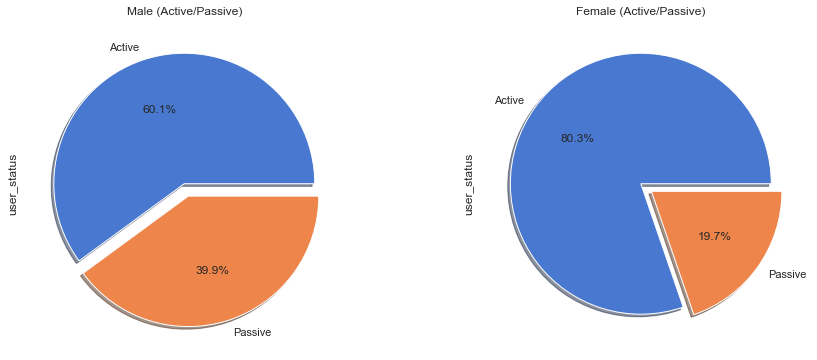 Male (Active/Passive)
Active
60.1%
user_status
39.9%
Passive
Female (Active/Passive)
Active
80.3%
user_status
19.7%
Passive